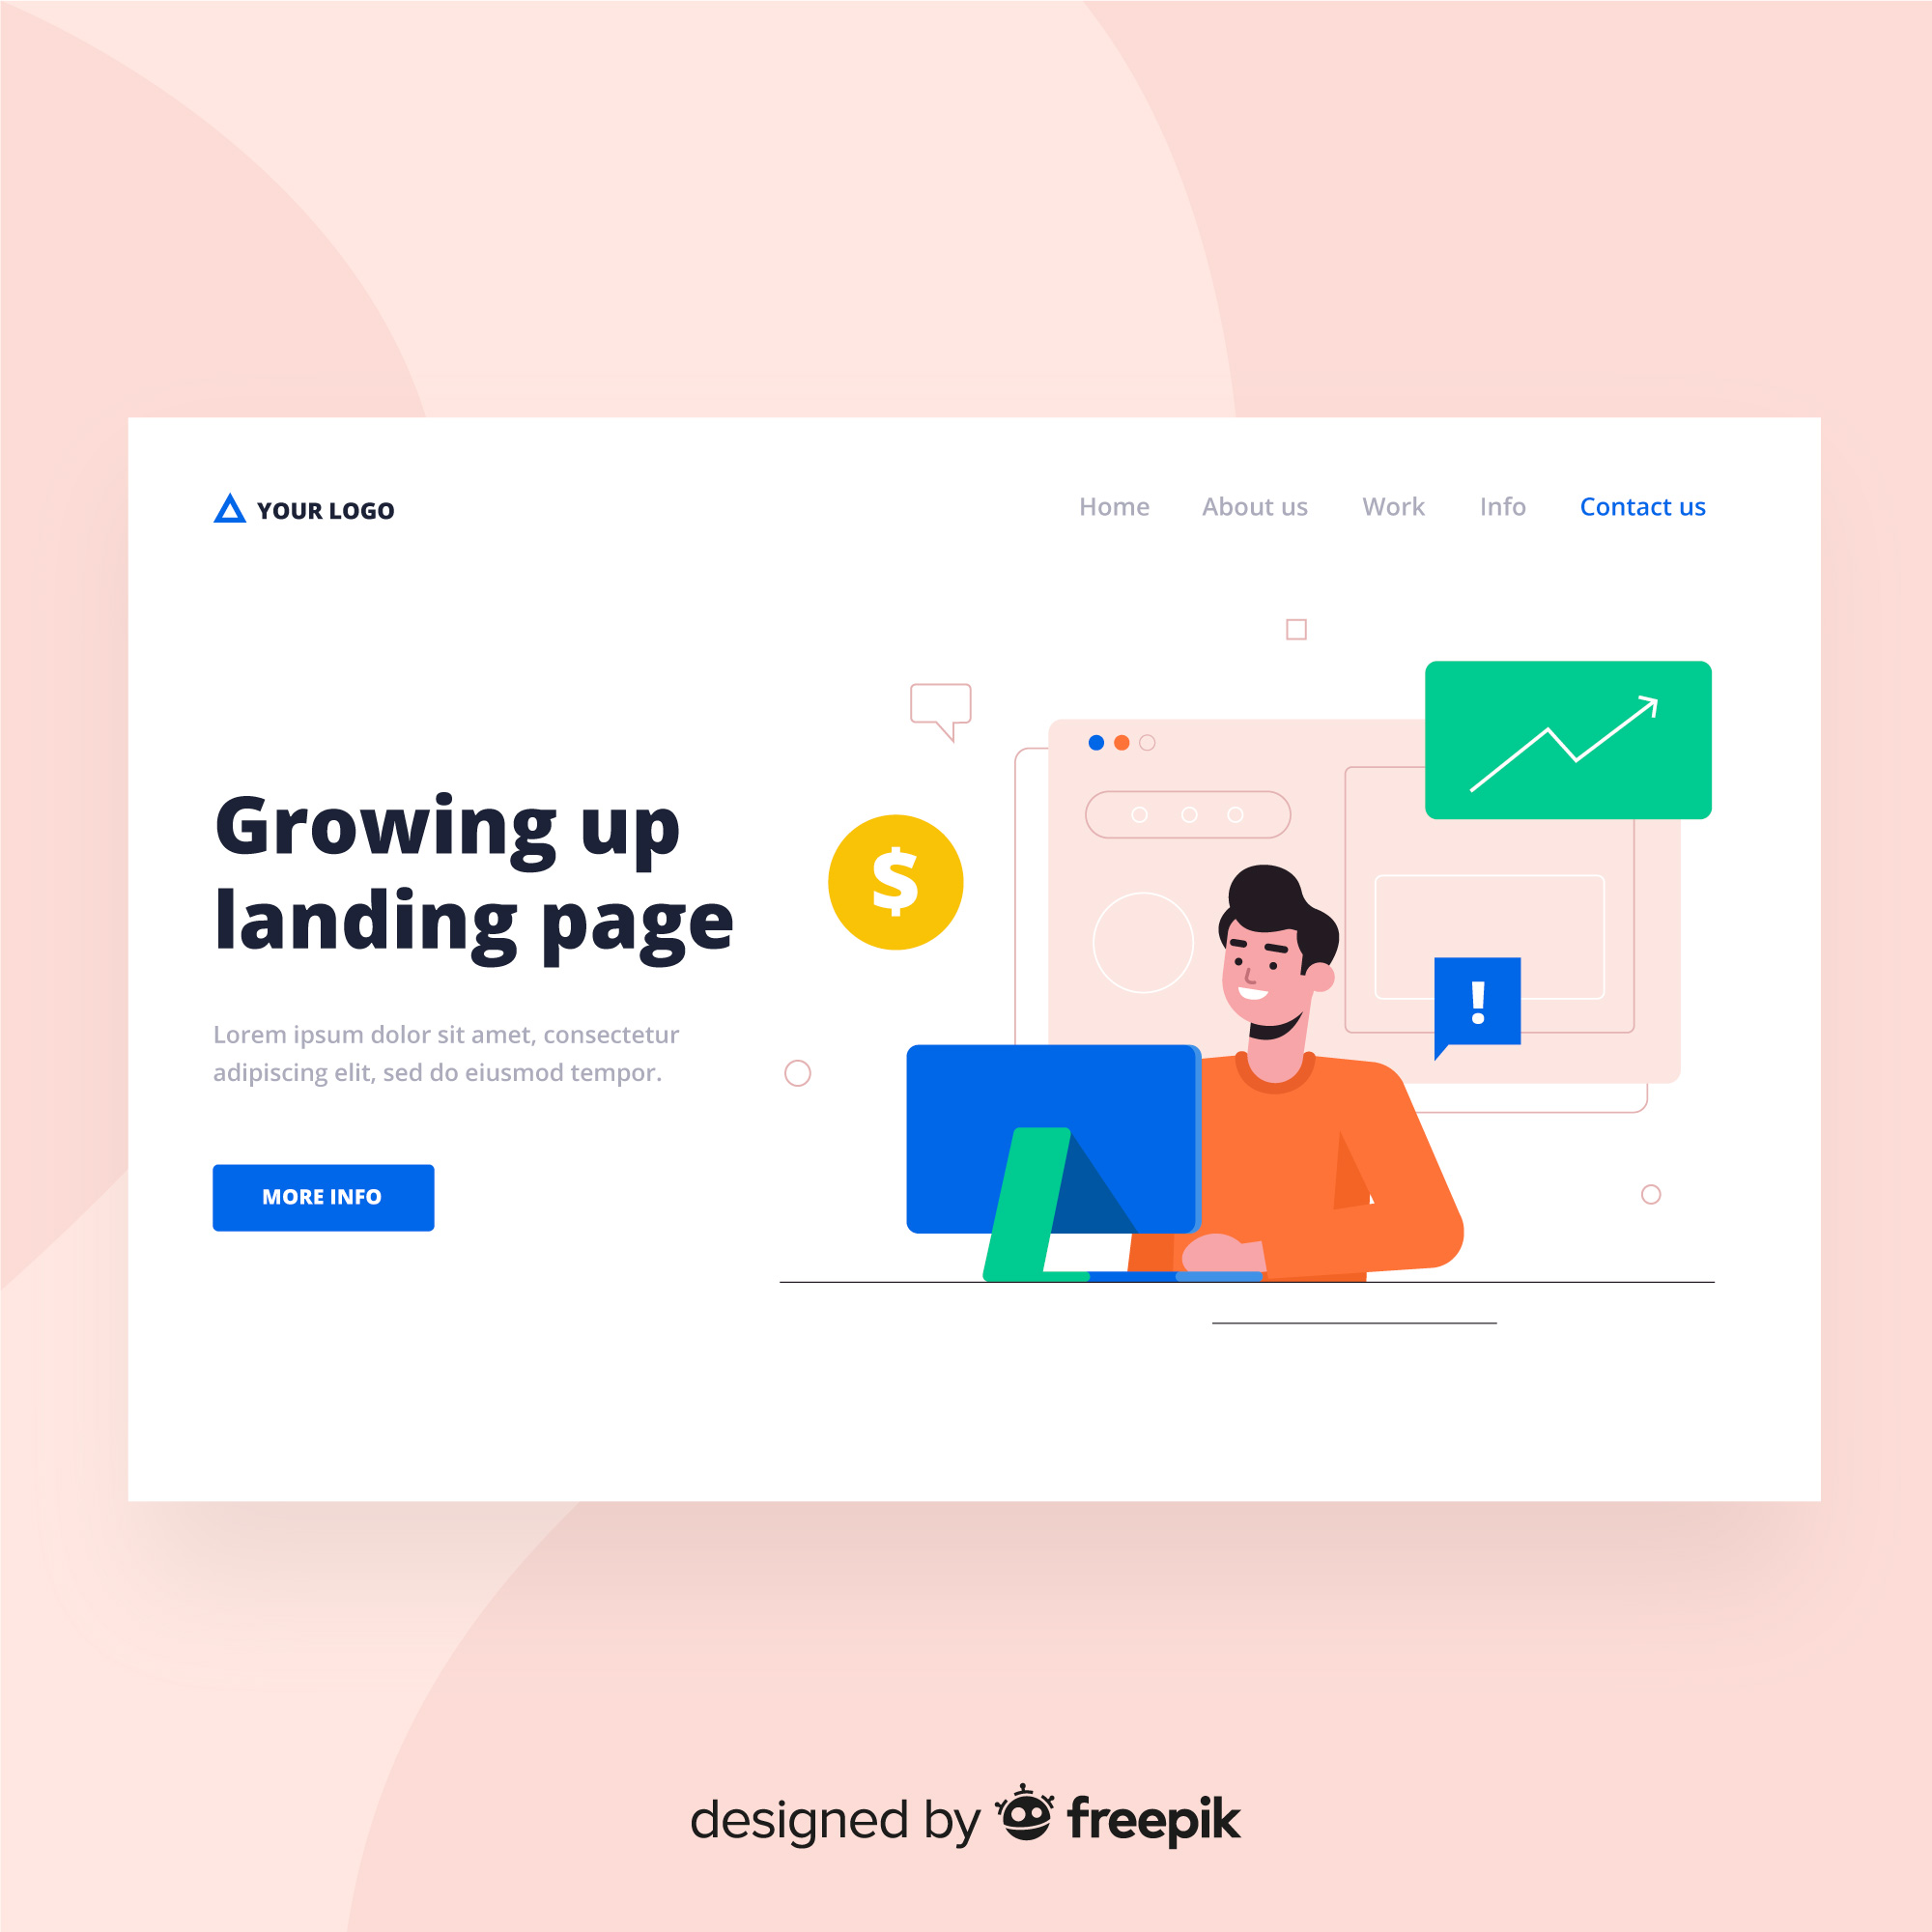 YOUR LOGO
Home About us Work Info Contact us
$
Growing up
landing page
!
Lorem ipsum dolor sit amet, consectetur
adipiscing elit, sed do eiusmod tempor.
MORE INFO
designed by freepik